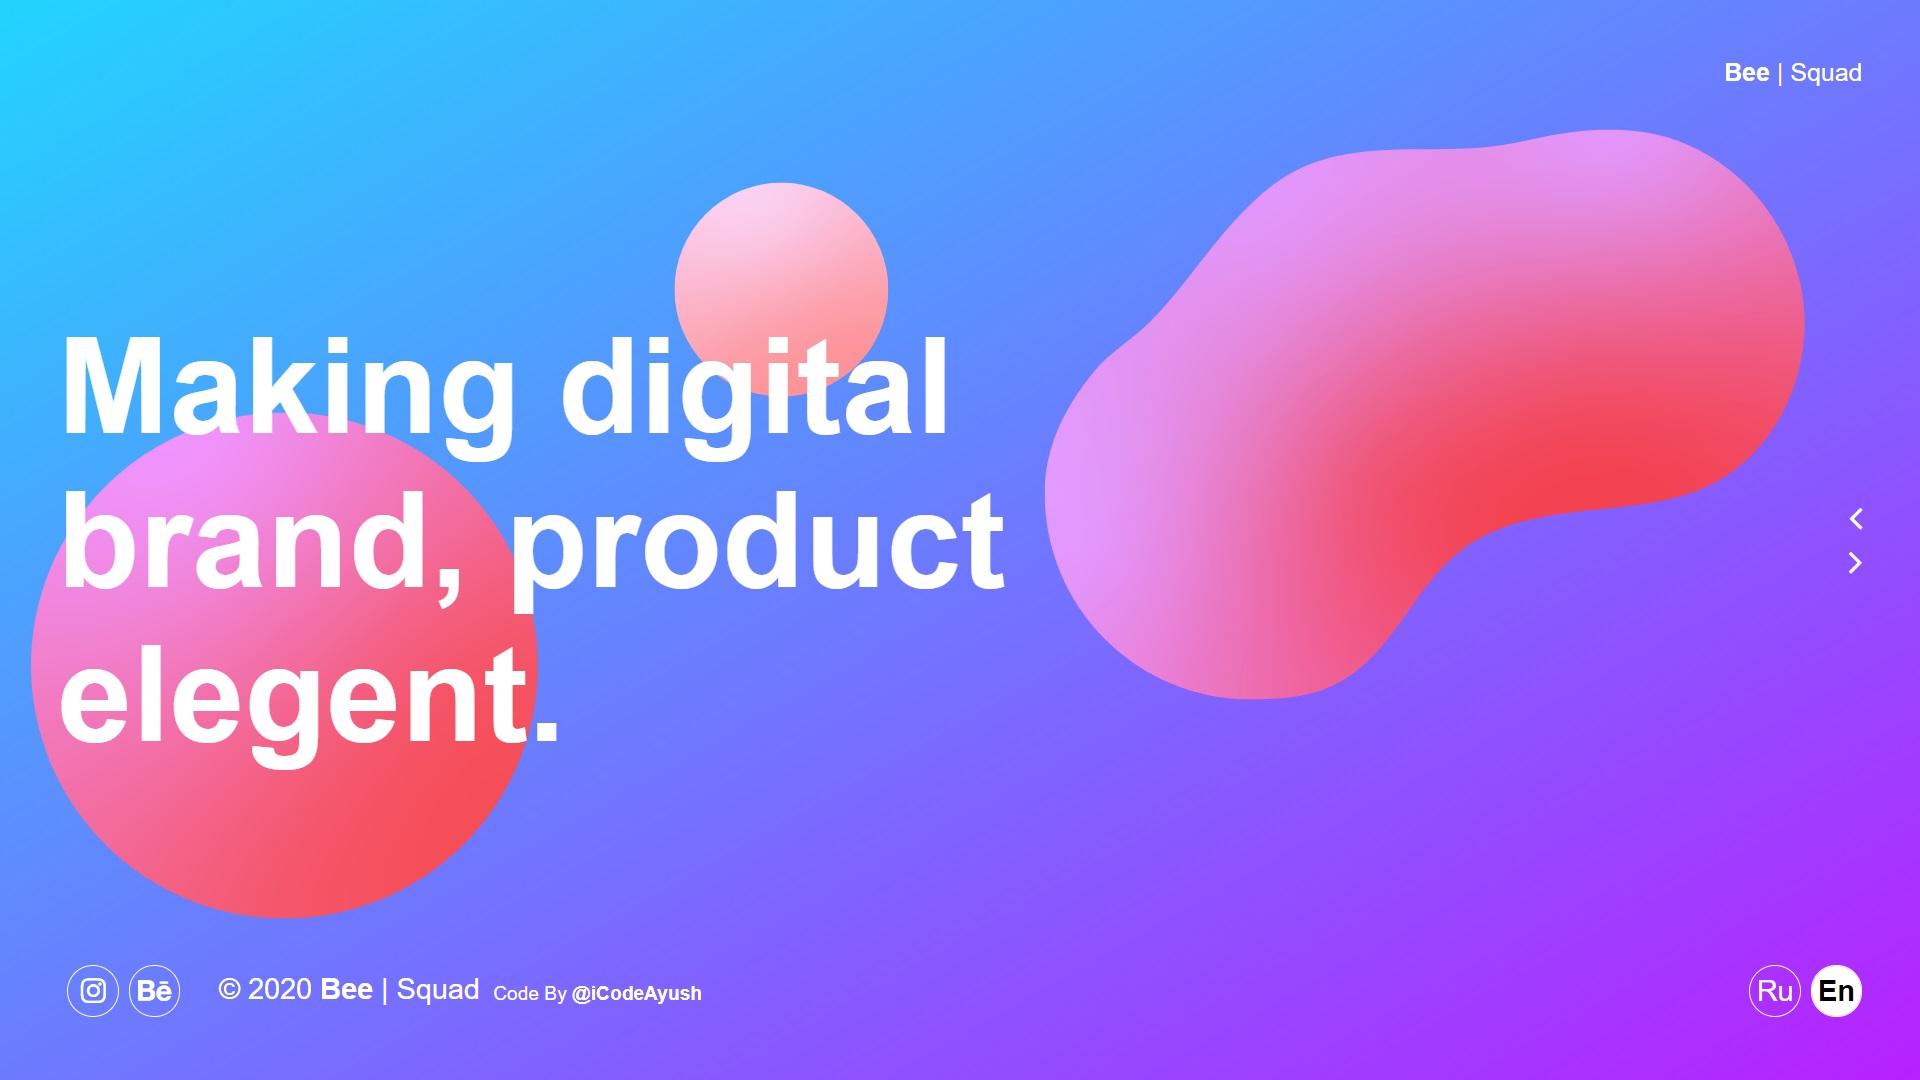 Bee | Squad
Making digital
brand, product
elegent.
Bē
© 2020 Bee | Squad Code By @iCodeAyush
Ru En